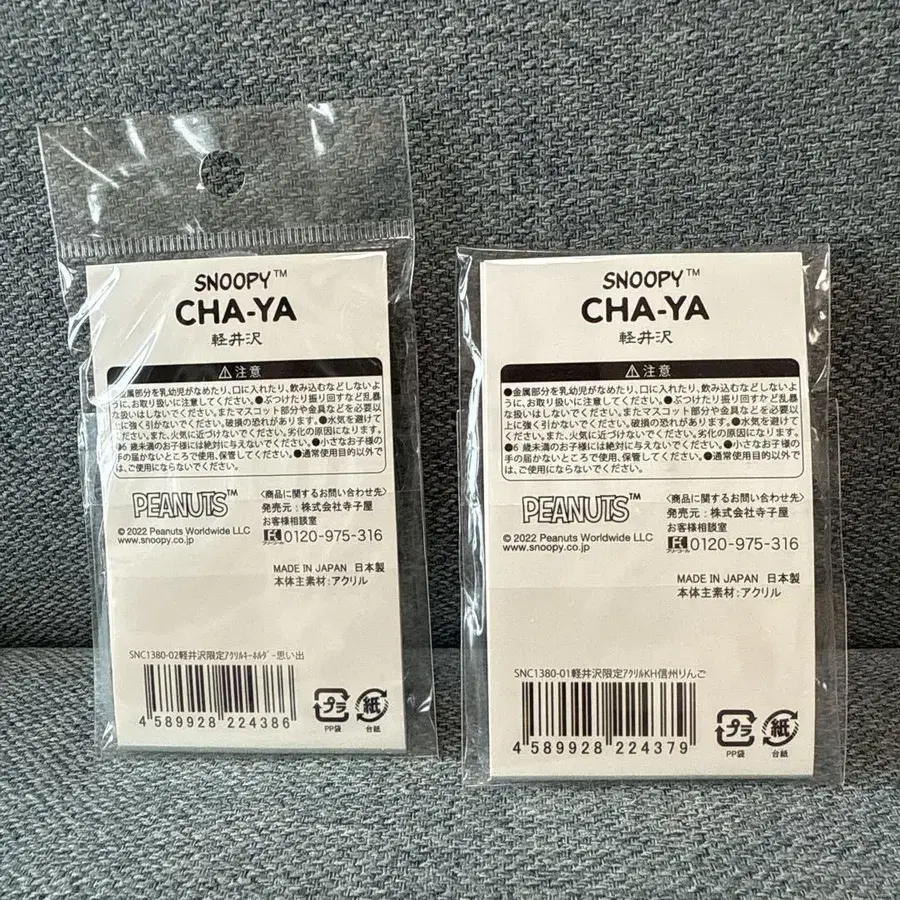 SNOOPY™
CHA-YA
軽井沢
⚠注意
金属部分を乳幼児がなめたり、口に入れたり、飲み込むなどしないよ
うに、お取り扱いに注意してください。●ぶつけたり振り回すなど乱暴
な扱いはしないでください。またマスコット部分や金具などを必要以
上に強く引かないでください。破損の恐れがあります。●水気を避けて
ください。また、火気に近づけないでください。劣化の原因になります。
●6歳未満のお子様には絶対に与えないでください。●小さなお子様の
手の届かないところで使用、保管してください。●通常使用目的以外で
は、ご使用にならないでください。
PEANUTS™
© 2022 Peanuts Worldwide LLC
www.snoopy.co.jp
〈商品に関するお問い合わせ先〉
発売元：株式会社寺子屋
お客様相談室
フリーコール 0120-975-316
MADE IN JAPAN 日本製
本体主素材：アクリル
SNC1380-02軽井沢限定ｱｸﾘﾙｷｰﾎﾙﾀﾞｰ思い出
4 589928 224386
プラ
PP袋
紙
台紙
SNOOPY™
CHA-YA
軽井沢
⚠注意
●金属部分を乳幼児がなめたり、口に入れたり、飲み込むなどしないよ
うに、お取り扱いに注意してください。●ぶつけたり振り回すなど乱暴
な扱いはしないでください。またマスコット部分や金具などを必要以
上に強く引かないでください。破損の恐れがあります。●水気を避けて
ください。また、火気に近づけないでください。劣化の原因になります。
●6歳未満のお子様には絶対に与えないでください。●小さなお子様の
手の届かないところで使用、保管してください。●通常使用目的以外で
は、ご使用にならないでください。
PEANUTS™
© 2022 Peanuts Worldwide LLC
www.snoopy.co.jp
〈商品に関するお問い合わせ先〉
発売元：株式会社寺子屋
お客様相談室
フリーコール 0120-975-316
MADE IN JAPAN 日本製
本体主素材：アクリル
SNC1380-01軽井沢限定ｱｸﾘﾙKH信州りんご
4 589928 224379
プラ
PP袋
紙
台紙